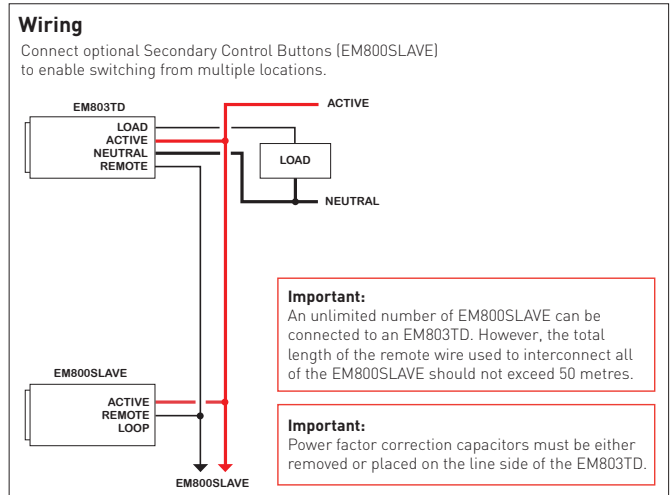 Wiring
Connect optional Secondary Control Buttons (EM800SLAVE)
to enable switching from multiple locations.
EM803TD
ACTIVE
LOAD
ACTIVE
NEUTRAL
REMOTE
LOAD
NEUTRAL
Important:
An unlimited number of EM800SLAVE can be
connected to an EM803TD. However, the total
length of the remote wire used to interconnect all
of the EM800SLAVE should not exceed 50 metres.
EM800SLAVE
ACTIVE
REMOTE
LOOP
Important:
Power factor correction capacitors must be either
removed or placed on the line side of the EM803TD.
EM800SLAVE